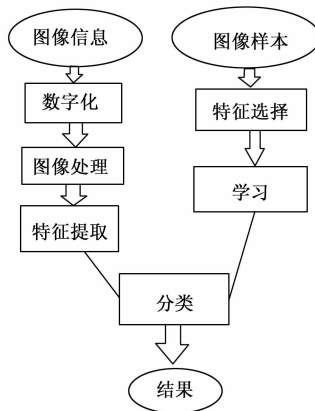 图像信息
图像样本
数字化
特征选择
图像处理
学习
特征提取
分类
结果